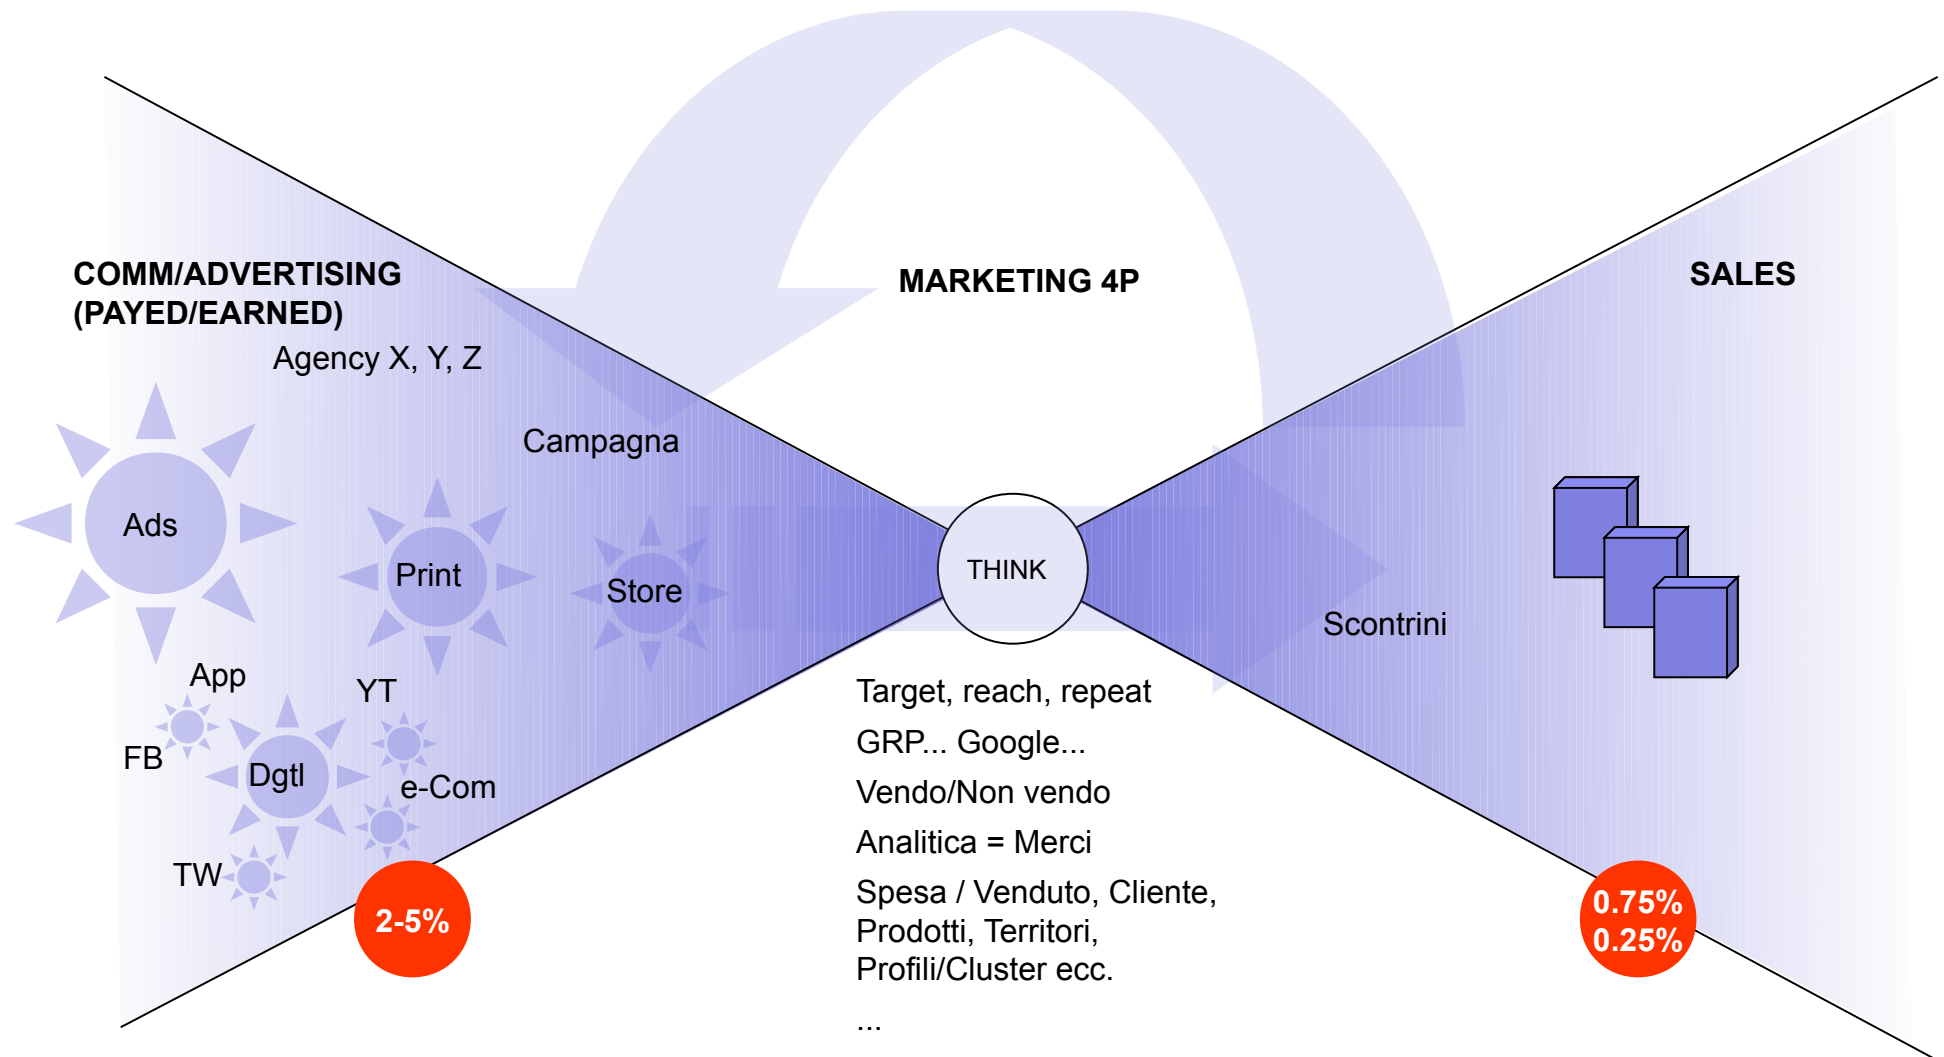 COMM/ADVERTISING
(PAYED/EARNED)
Agency X, Y, Z
Campagna
Ads
Print
Store
App
YT
FB
Dgtl
e-Com
TW
2-5%
MARKETING 4P
THINK
Target, reach, repeat
GRP... Google...
Vendo/Non vendo
Analitica = Merci
Spesa / Venduto, Cliente,
Prodotti, Territori,
Profili/Cluster ecc.
...
SALES
Scontrini
0.75%
0.25%